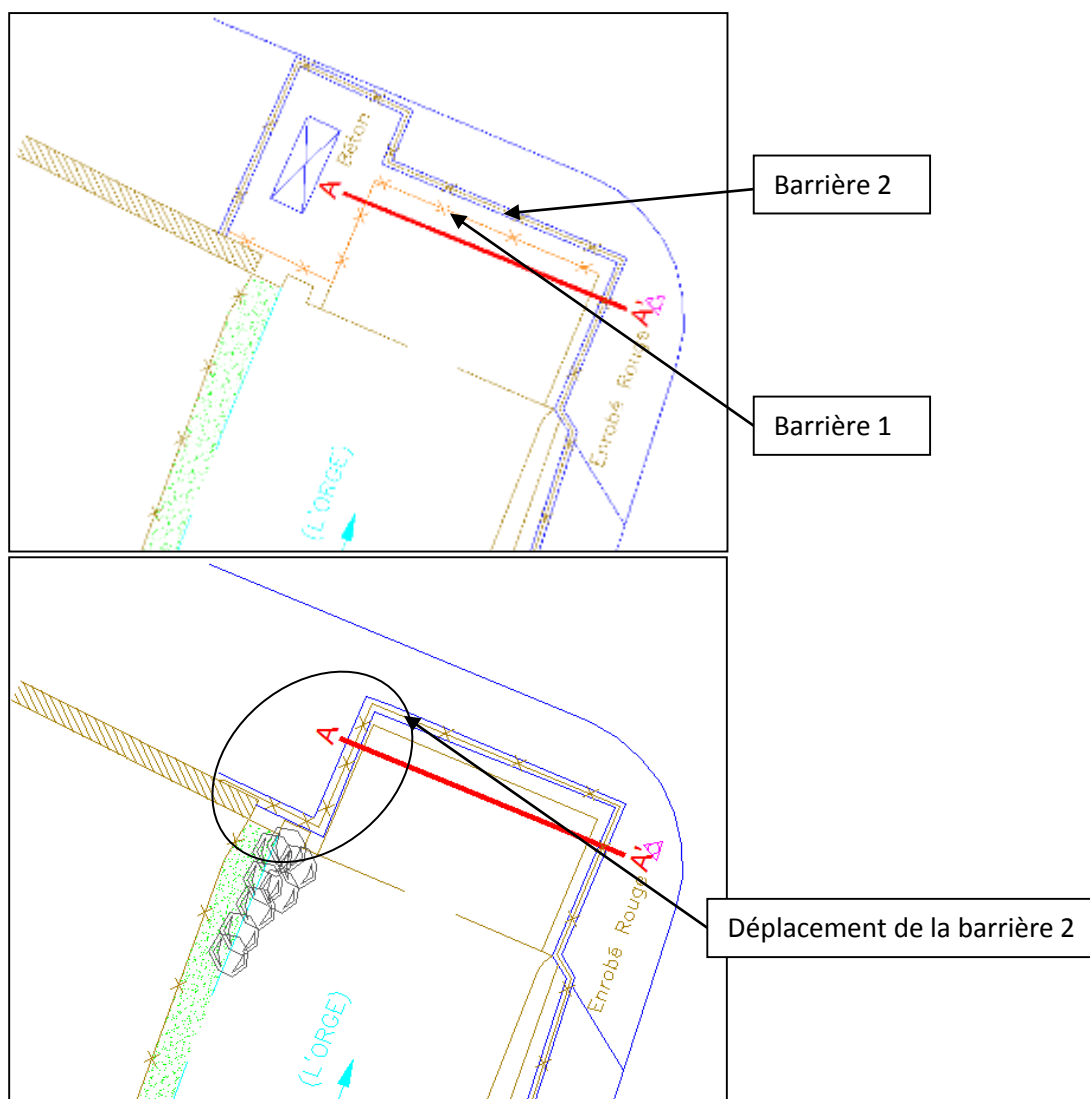 Béton
A
A'
Enrobé Rouge
(L'ORGE)
Barrière 2
Barrière 1
A
A'
Enrobé Rouge
(L'ORGE)
Déplacement de la barrière 2